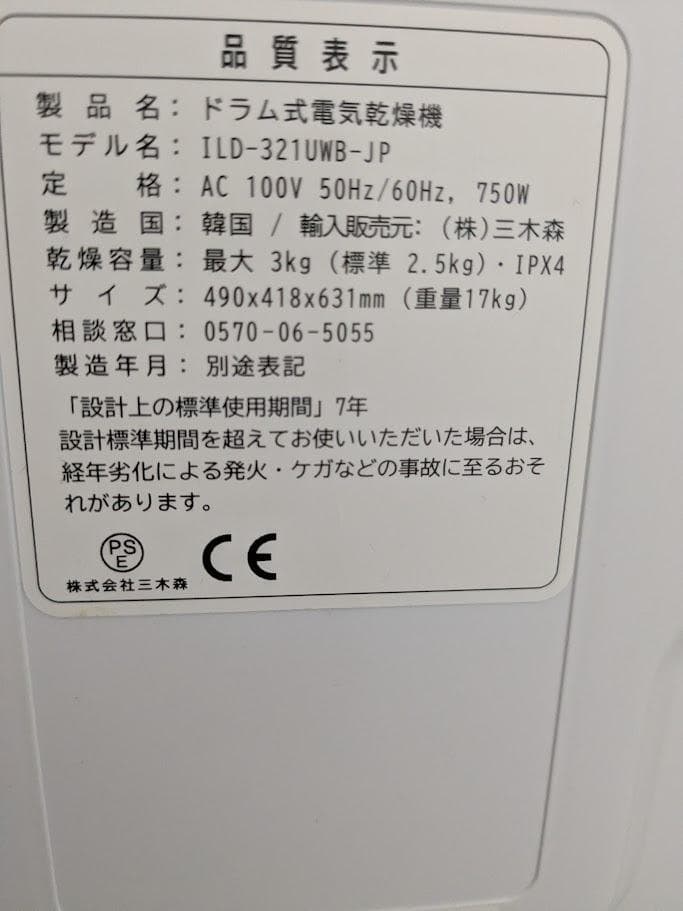 品質表示
製品名：ドラム式電気乾燥機
モデル名：ILD-321UWB-JP
定格：AC 100V 50Hz/60Hz, 750W
製造国：韓国 / 輸入販売元:(株)三木森
乾燥容量：最大 3kg (標準 2.5kg)・IPX4
サイズ：490x418x631mm (重量17kg)
相談窓口：0570-06-5055
製造年月：別途表記
「設計上の標準使用期間」7年
設計標準期間を超えてお使いいただいた場合は、
経年劣化による発火・ケガなどの事故に至るおそ
れがあります。
PS
E
CE
株式会社三木森